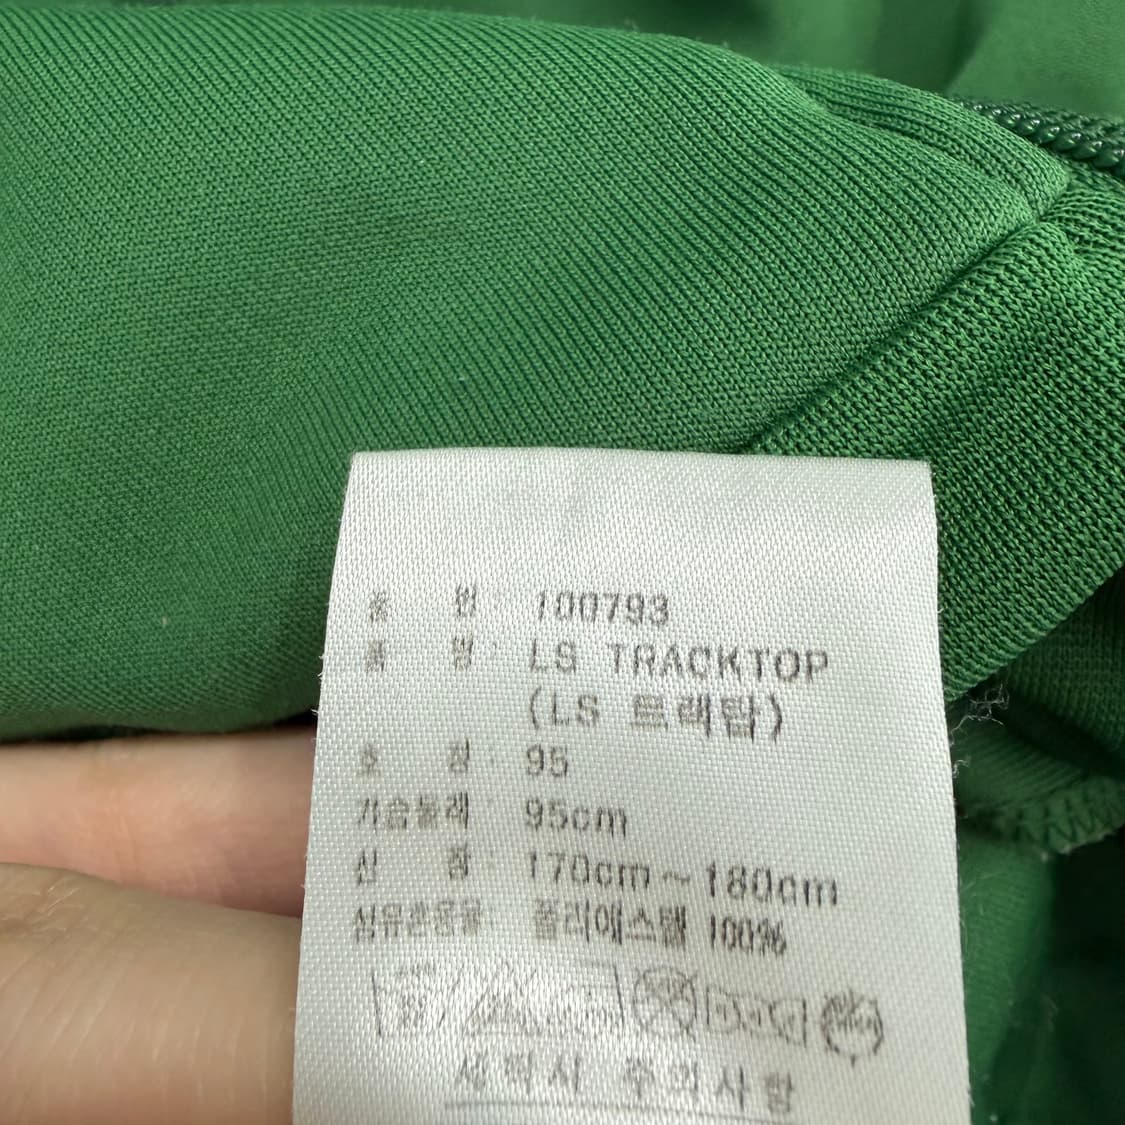 품 번 : 100793
품 명 : LS TRACKTOP
(LS 트랙탑)
호 칭 : 95
가슴둘레 : 95cm
신 장 : 170cm ~ 180cm
섬유혼용율 : 폴리에스텔 100%
세탁시 주의사항